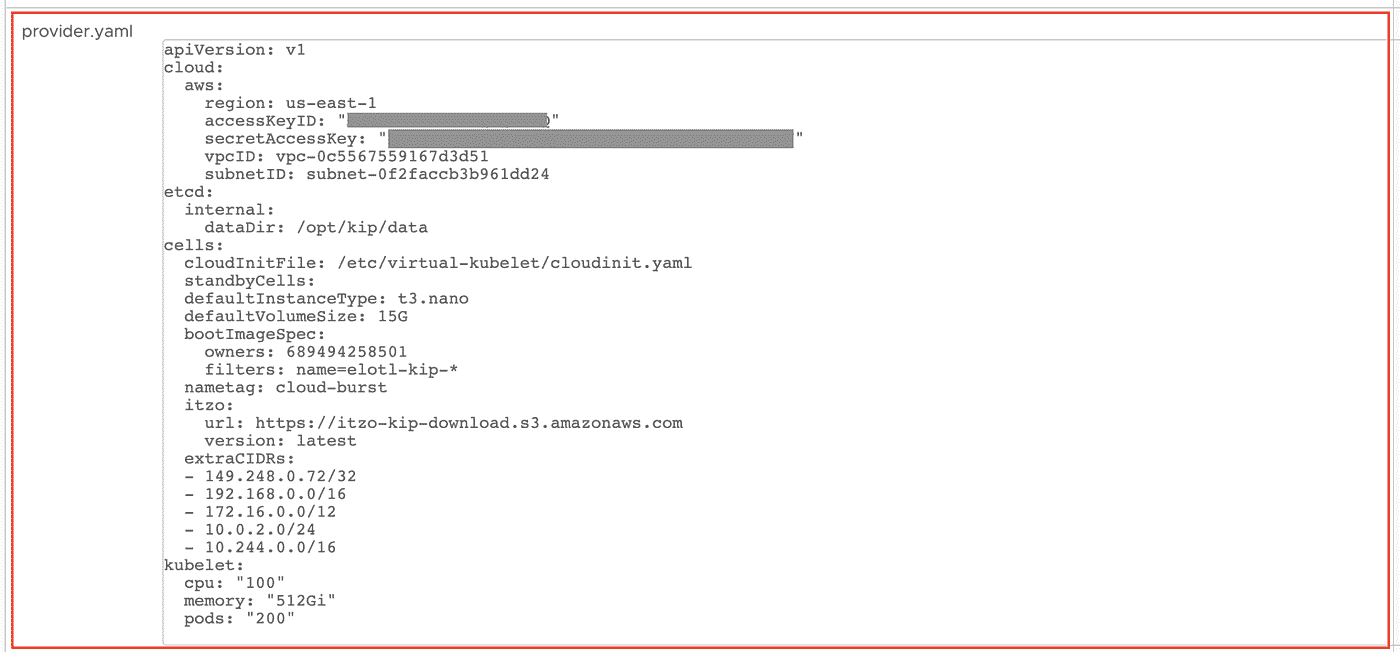 provider.yaml
apiVersion: v1
cloud:
  aws:
    region: us-east-1
    accessKeyID: ""
    secretAccessKey: ""
    vpcID: vpc-0c5567559167d3d51
    subnetID: subnet-0f2faccb3b961dd24
etcd:
  internal:
    dataDir: /opt/kip/data
cells:
  cloudInitFile: /etc/virtual-kubelet/cloudinit.yaml
  standbyCells:
  defaultInstanceType: t3.nano
  defaultVolumeSize: 15G
  bootImageSpec:
    owners: 689494258501
    filters: name=elotl-kip-*
  nametag: cloud-burst
  itzo:
    url: https://itzo-kip-download.s3.amazonaws.com
    version: latest
  extraCIDRs:
  - 149.248.0.72/32
  - 192.168.0.0/16
  - 172.16.0.0/12
  - 10.0.2.0/24
  - 10.244.0.0/16
kubelet:
  cpu: "100"
  memory: "512Gi"
  pods: "200"